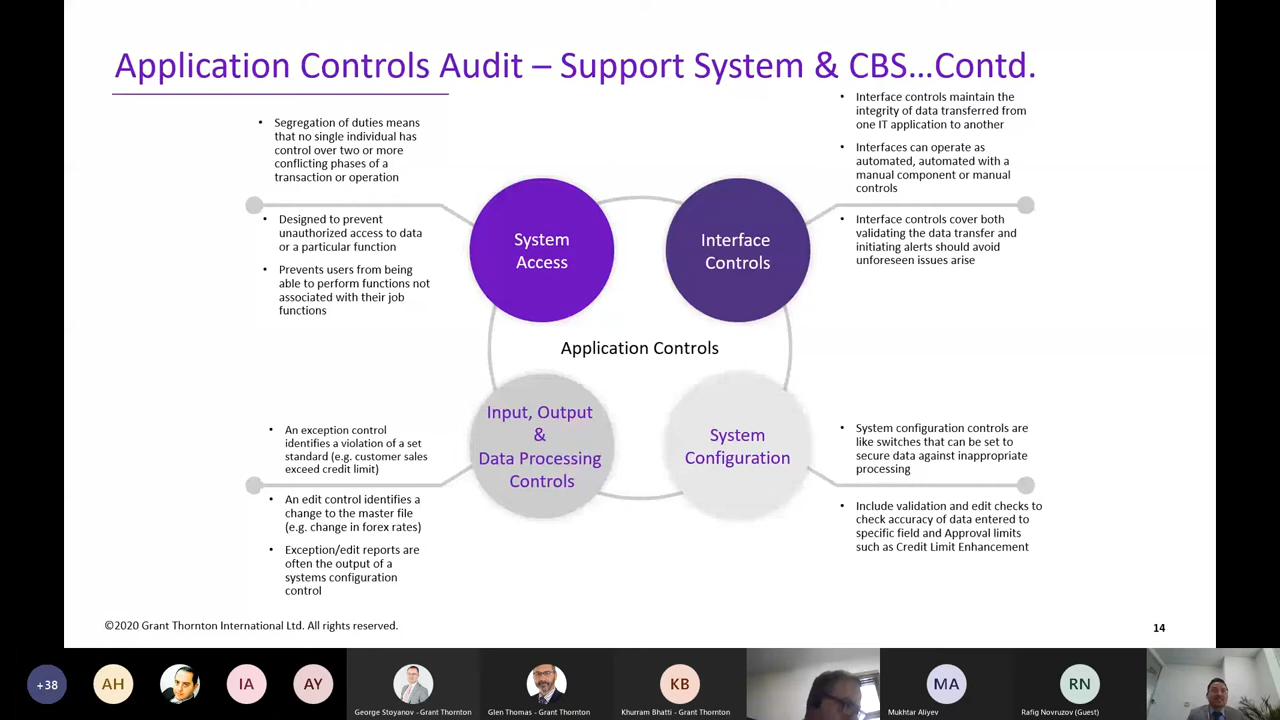 Application Controls Audit – Support System & CBS…Contd.
• Segregation of duties means
that no single individual has
control over two or more
conflicting phases of a
transaction or operation
• Designed to prevent
unauthorized access to data
or a particular function
• Prevents users from being
able to perform functions not
associated with their job
functions
System
Access
Interface
Controls
• Interface controls maintain the
integrity of data transferred from
one IT application to another
• Interfaces can operate as
automated, automated with a
manual component or manual
controls
• Interface controls cover both
validating the data transfer and
initiating alerts should avoid
unforeseen issues arise
Application Controls
• An exception control
identifies a violation of a set
standard (e.g. customer sales
exceed credit limit)
• An edit control identifies a
change to the master file
(e.g. change in forex rates)
• Exception/edit reports are
often the output of a
systems configuration
control
Input, Output
&
Data Processing
Controls
System
Configuration
• System configuration controls are
like switches that can be set to
secure data against inappropriate
processing
• Include validation and edit checks to
check accuracy of data entered to
specific field and Approval limits
such as Credit Limit Enhancement
©2020 Grant Thornton International Ltd. All rights reserved.
14
+38
AH
IA
AY
George Stoyanov - Grant Thornton
Glen Thomas - Grant Thornton
KB
Khurram Bhatti - Grant Thornton
MA
Mukhtar Aliyev
RN
Rafig Novruzov (Guest)